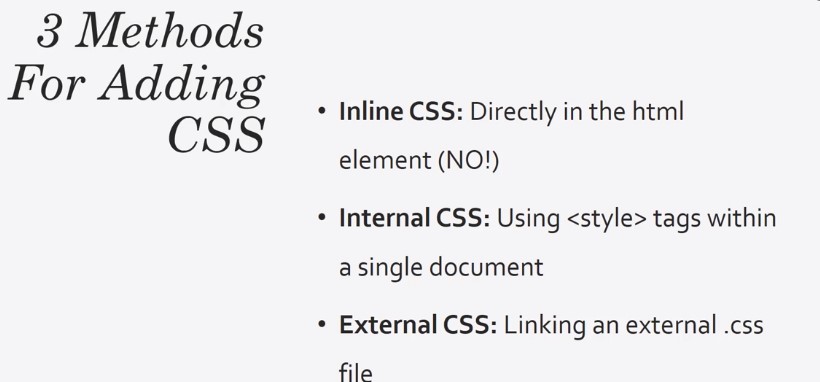 3 Methods
For Adding
CSS
• Inline CSS: Directly in the html
element (NO!)
• Internal CSS: Using <style> tags within
a single document
• External CSS: Linking an external .css
file